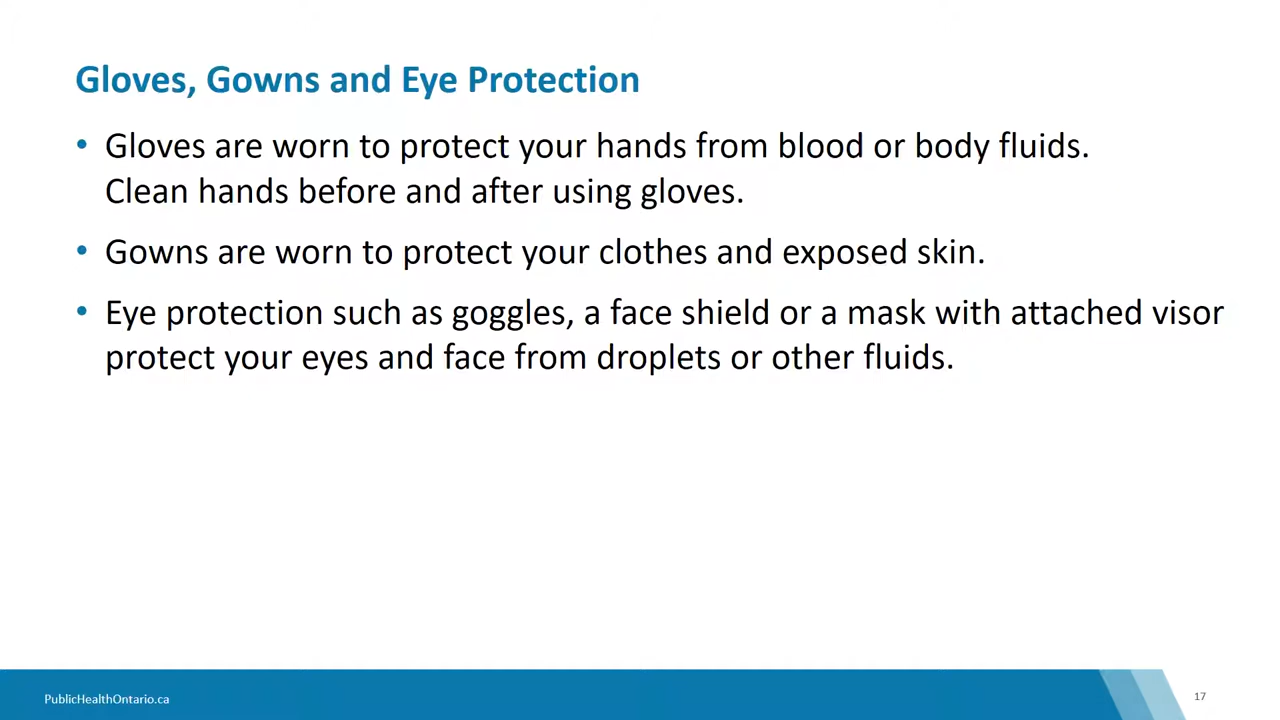 Gloves, Gowns and Eye Protection
• Gloves are worn to protect your hands from blood or body fluids.
Clean hands before and after using gloves.
• Gowns are worn to protect your clothes and exposed skin.
• Eye protection such as goggles, a face shield or a mask with attached visor
protect your eyes and face from droplets or other fluids.
PublicHealthOntario.ca
17